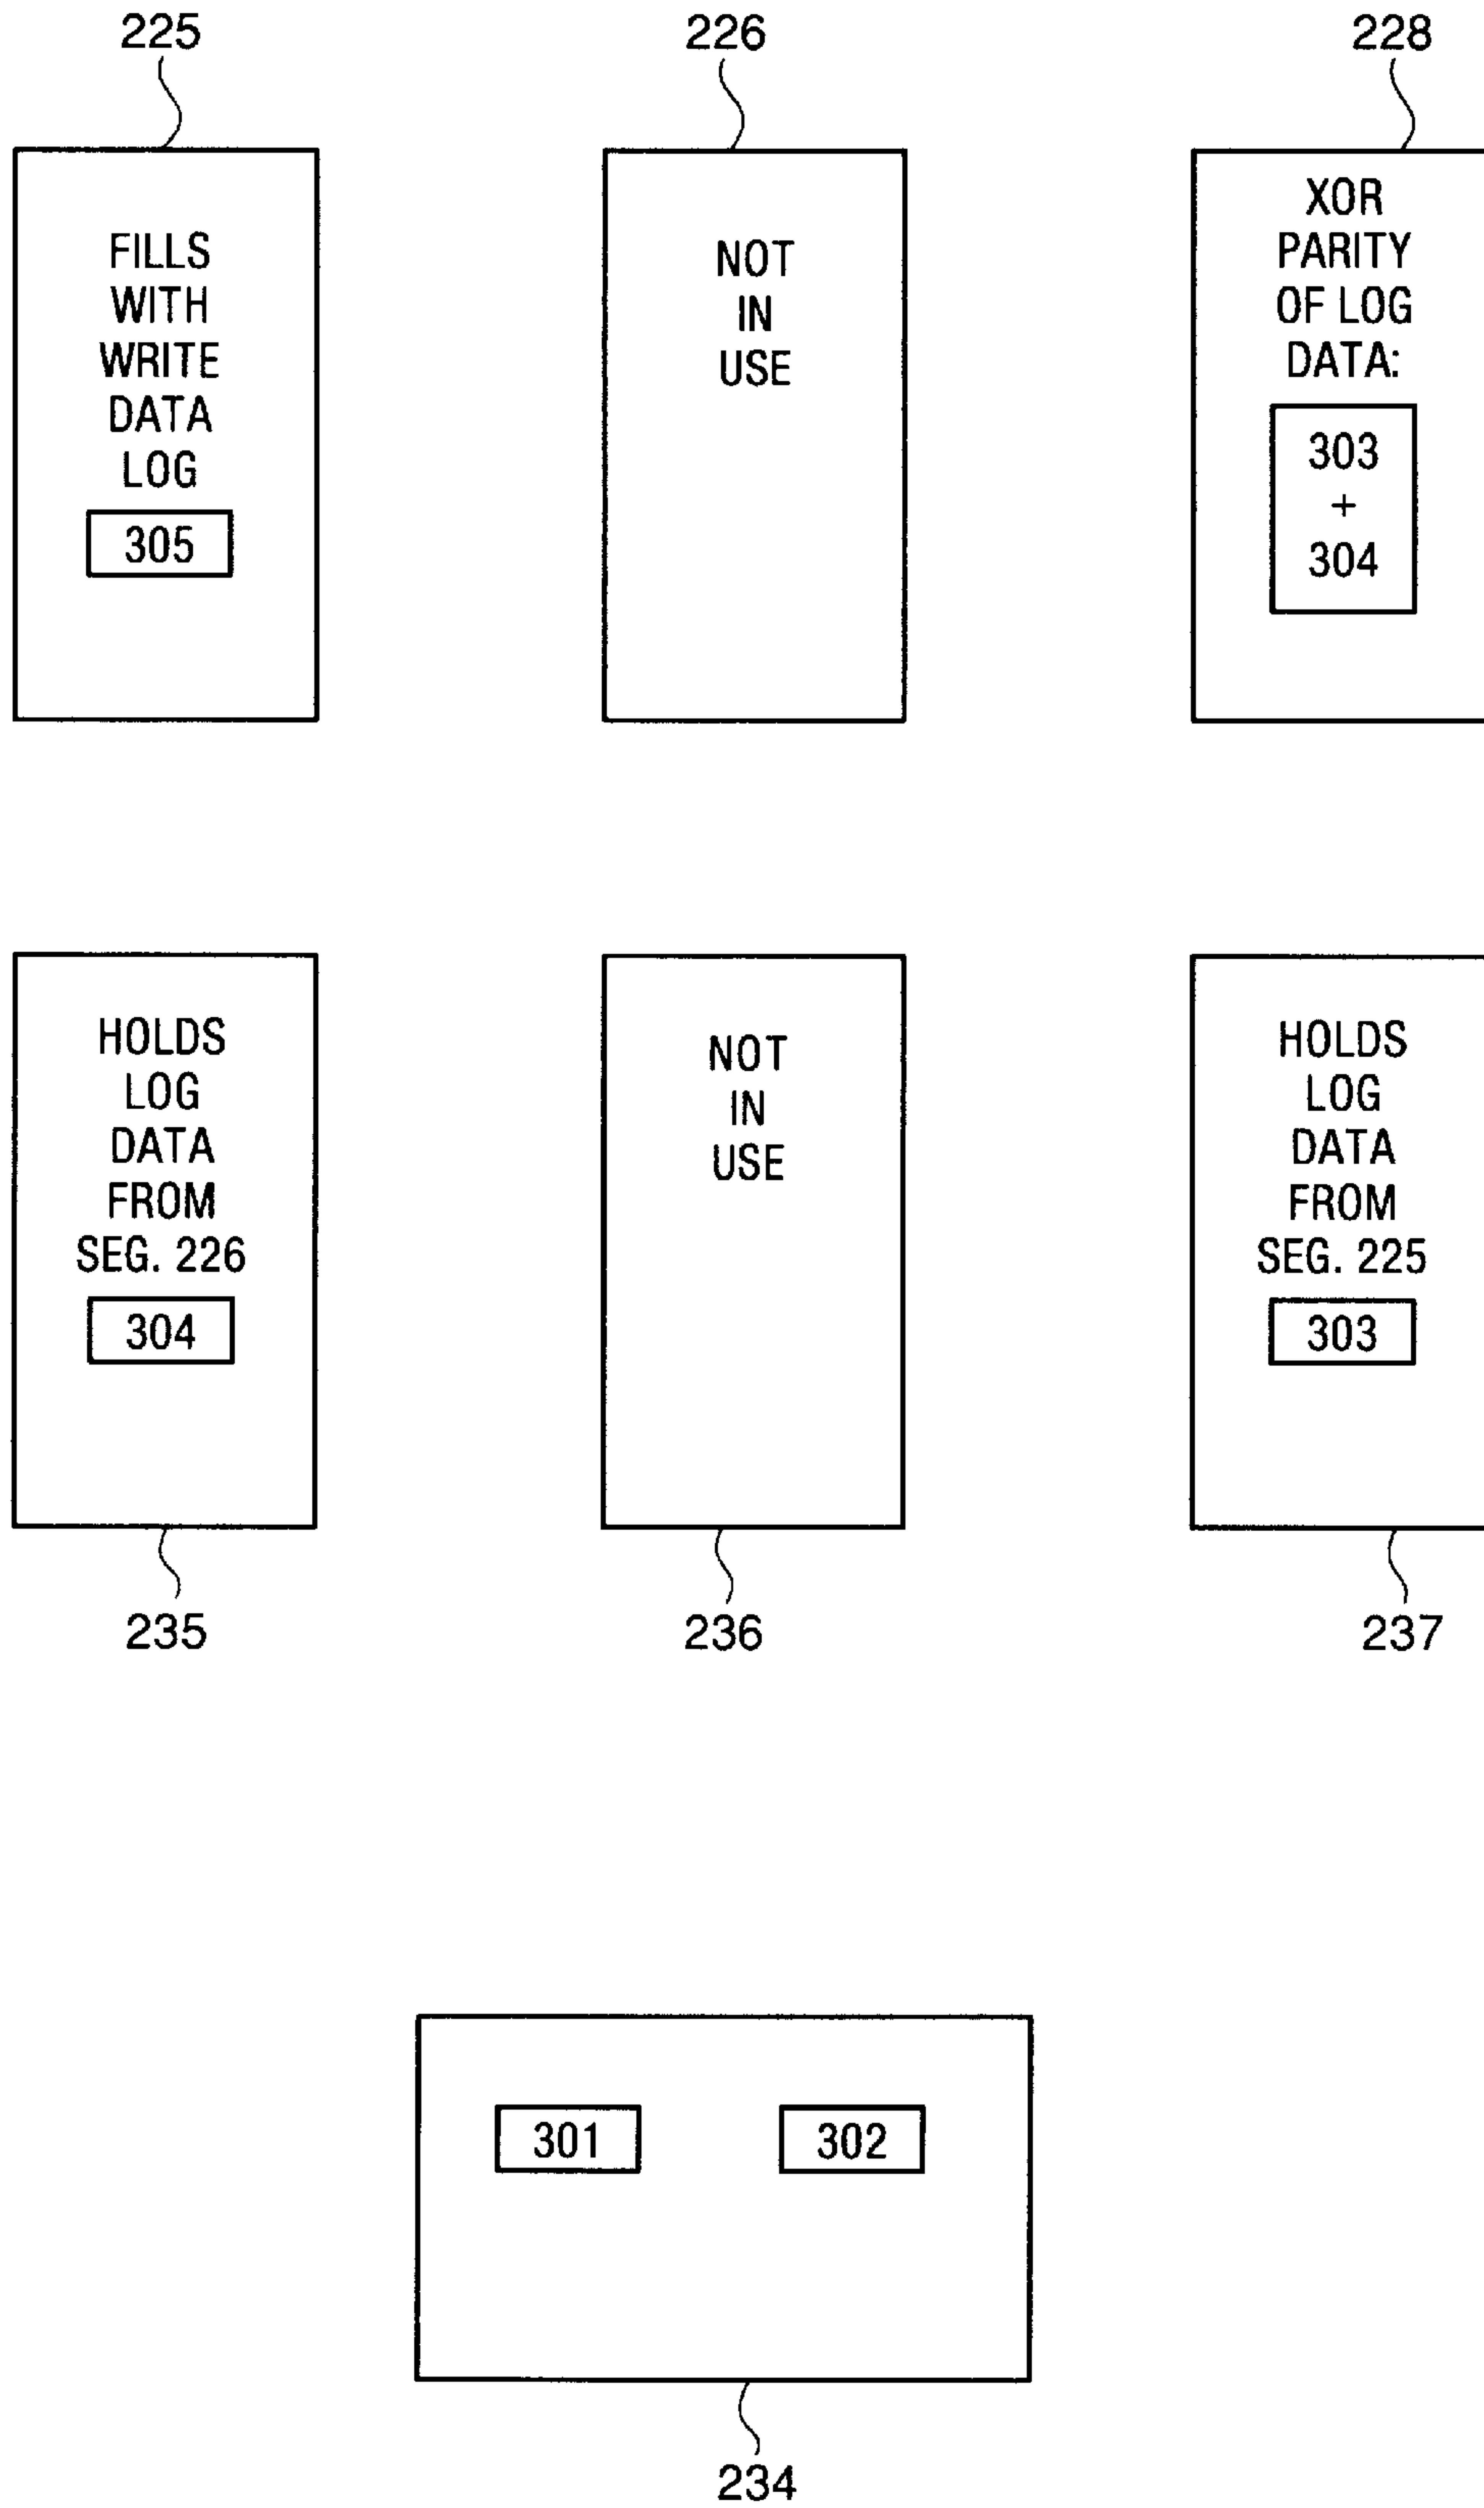 225
226
228
FILLS
WITH
WRITE
DATA
LOG
305
NOT
IN
USE
XOR
PARITY
OF LOG
DATA:
303
+
304
HOLDS
LOG
DATA
FROM
SEG. 226
304
NOT
IN
USE
HOLDS
LOG
DATA
FROM
SEG. 225
303
235
236
237
301
302
234